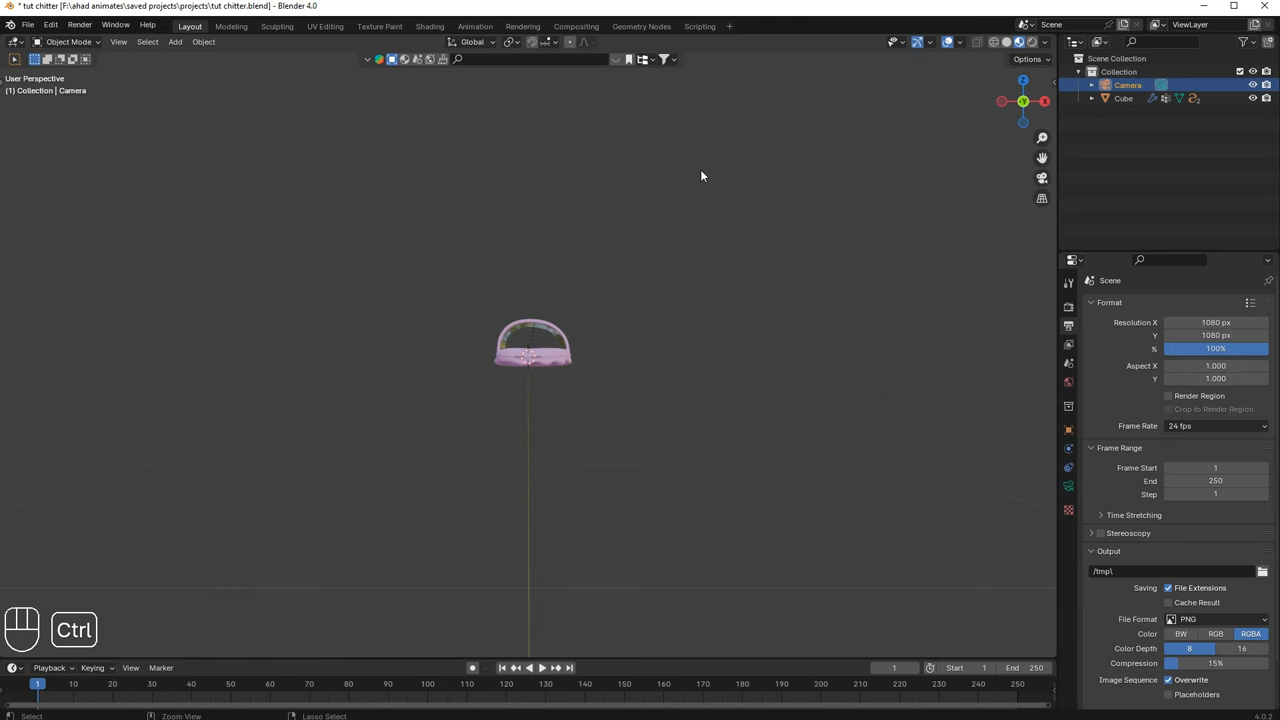 * tut chitter [F:\ahad animates\saved projects\projects\tut chitter.blend] - Blender 4.0
File Edit Render Window Help Layout Modeling Sculpting UV Editing Texture Paint Shading Animation Rendering Compositing Geometry Nodes Scripting + Scene ViewLayer
Object Mode View Select Add Object Global
Options
User Perspective
(1) Collection | Camera
Z
Y
X
Scene Collection
Collection
Camera
Cube 2
Scene
Format
Resolution X 1080 px
Y 1080 px
% 100%
Aspect X 1.000
Y 1.000
Render Region
Crop to Render Region
Frame Rate 24 fps
Frame Range
Frame Start 1
End 250
Step 1
Time Stretching
Stereoscopy
Output
/tmp\
Saving File Extensions
Cache Result
File Format PNG
Color BW RGB RGBA
Color Depth 8 16
Compression 15%
Image Sequence Overwrite
Placeholders
Ctrl
Playback Keying View Marker 1 Start 1 End 250
1 10 20 30 40 50 60 70 80 90 100 110 120 130 140 150 160 170 180 190 200 210 220 230 240 250
Select Zoom View Lasso Select 4.0.2